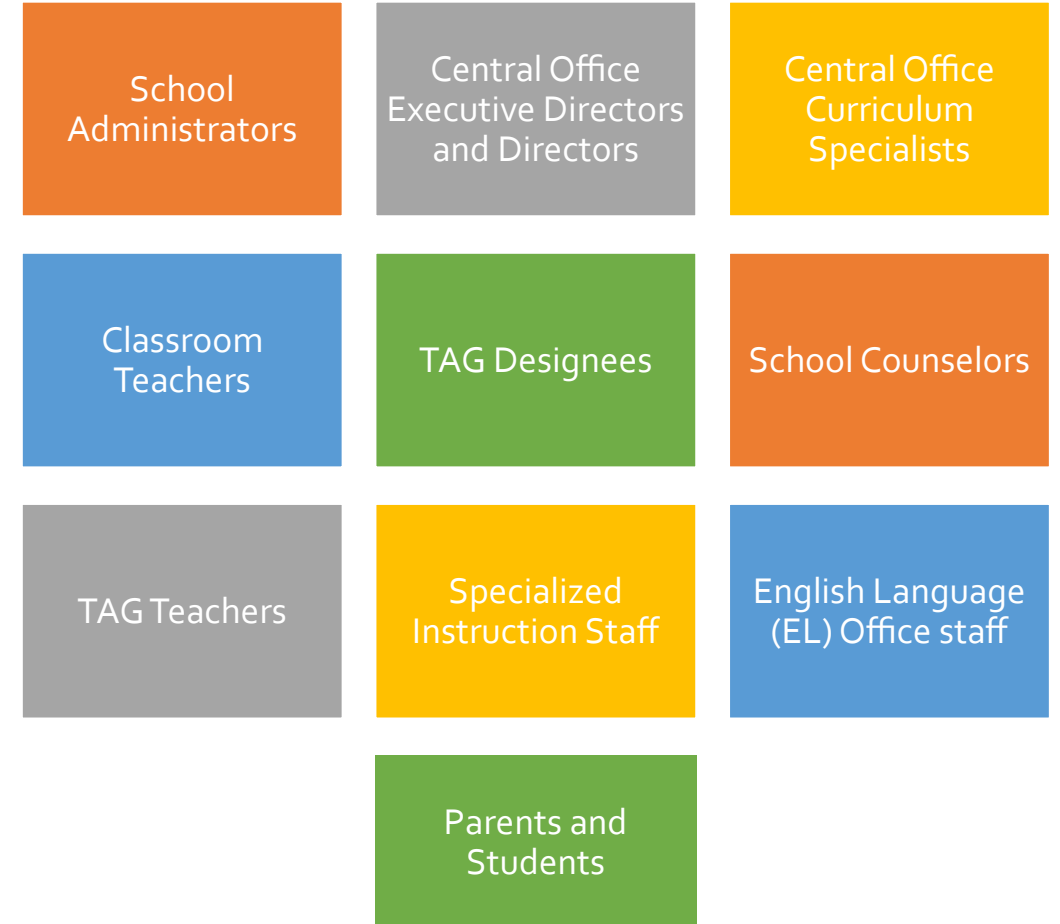 School
Administrators
Central Office
Executive Directors
and Directors
Central Office
Curriculum
Specialists
Classroom
Teachers
TAG Designees
School Counselors
TAG Teachers
Specialized
Instruction Staff
English Language
(EL) Office staff
Parents and
Students